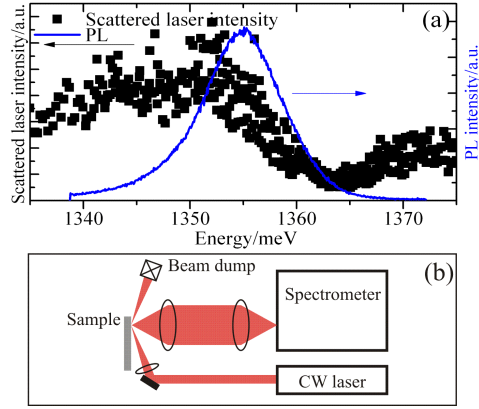 (a)
Scattered laser intensity
PL
Scattered laser intensity/a.u.
PL intensity/a.u.
1340 1350 1360 1370
Energy/meV
(b)
Beam dump
Spectrometer
Sample
CW laser